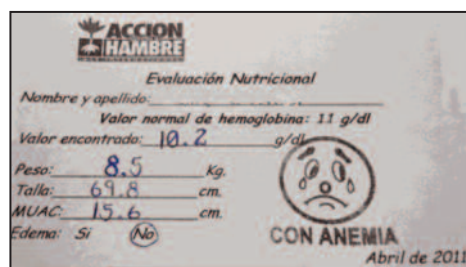 ACCION
HAMBRE
Evaluación Nutricional
Nombre y apellido:
Valor normal de hemoglobina: 11 g/dl
Valor encontrado: 10.2 g/dl
Peso: 8.5 Kg.
Talla: 69.8 cm.
MUAC: 15.6 cm.
Edema: Si No
CON ANEMIA
Abril de 2011